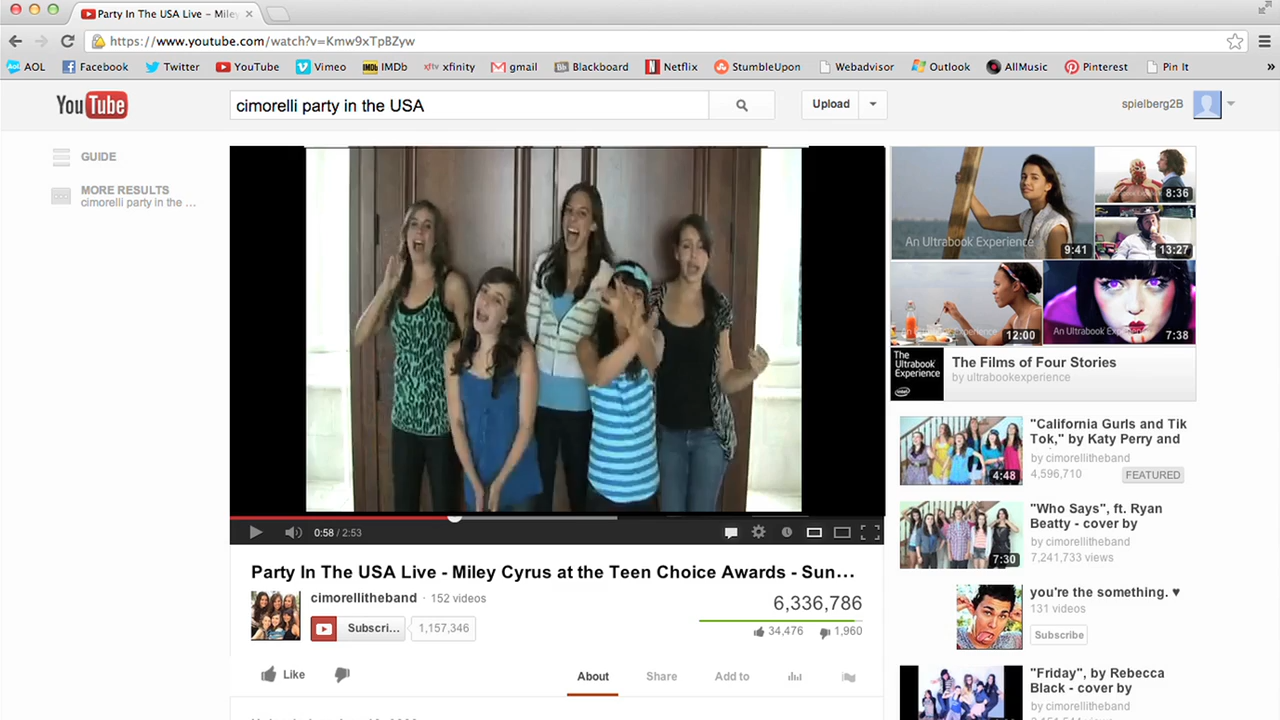 Party In The USA Live – Miley
https://www.youtube.com/watch?v=Kmw9xTpBZyw
AOL Facebook Twitter YouTube Vimeo IMDb xfinity gmail Blackboard Netflix StumbleUpon Webadvisor Outlook AllMusic Pinterest Pin It »
YouTube
cimorelli party in the USA
Upload
spielberg2B
GUIDE
MORE RESULTS
cimorelli party in the ...
An Ultrabook Experience
9:41
8:36
13:27
An Ultrabook Experience
12:00
An Ultrabook Experience
7:38
The Ultrabook Experience
intel
The Films of Four Stories
by ultrabookexperience
"California Gurls and Tik
Tok," by Katy Perry and
by cimorellitheband
4,596,710 FEATURED
4:48
"Who Says", ft. Ryan
Beatty - cover by
by cimorellitheband
7,241,733 views
7:30
you're the something. ♥
131 videos
Subscribe
"Friday", by Rebecca
Black - cover by
0:58 / 2:53
Party In The USA Live - Miley Cyrus at the Teen Choice Awards - Sun...
cimorellitheband · 152 videos
Subscri... 1,157,346
6,336,786
34,476 1,960
Like
About Share Add to